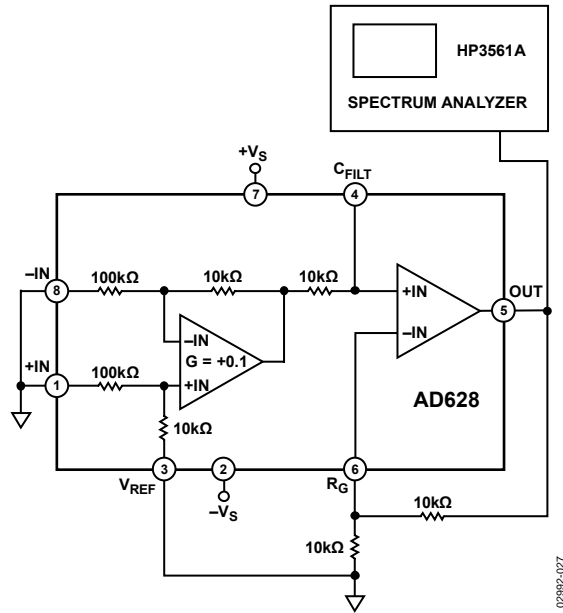 HP3561A
SPECTRUM ANALYZER
+VS
CFILT
7
4
–IN
100kΩ
10kΩ
10kΩ
+IN
OUT
8
–IN
5
+IN
G = +0.1
–IN
100kΩ
+IN
1
AD628
10kΩ
3
2
6
VREF
–VS
RG
10kΩ
10kΩ
02992-027